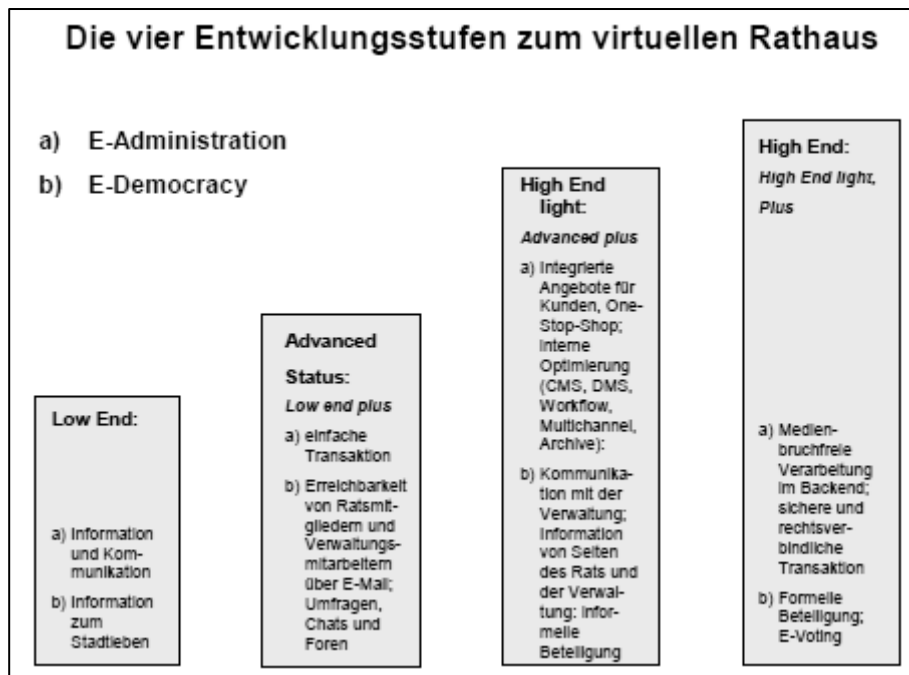 Die vier Entwicklungsstufen zum virtuellen Rathaus
a) E-Administration
b) E-Democracy
Low End:
a) Information
und Kom-
munikation
b) Information
zum
Stadtleben
Advanced
Status:
Low end plus
a) einfache
Transaktion
b) Erreichbarkeit
von Ratsmit-
gliedern und
Verwaltungs-
mitarbeitern
über E-Mail;
Umfragen,
Chats und
Foren
High End
light:
Advanced plus
a) Integrierte
Angebote für
Kunden, One-
Stop-Shop;
Interne
Optimierung
(CMS, DMS,
Workflow,
Multichannel,
Archive):
b) Kommunika-
tion mit der
Verwaltung;
Information
von Seiten
des Rats und
der Verwal-
tung: Infor-
melle
Beteiligung
High End:
High End light,
Plus
a) Medien-
bruchfreie
Verarbeitung
im Backend;
sichere und
rechtsver-
bindliche
Transaktion
b) Formelle
Beteiligung;
E-Voting